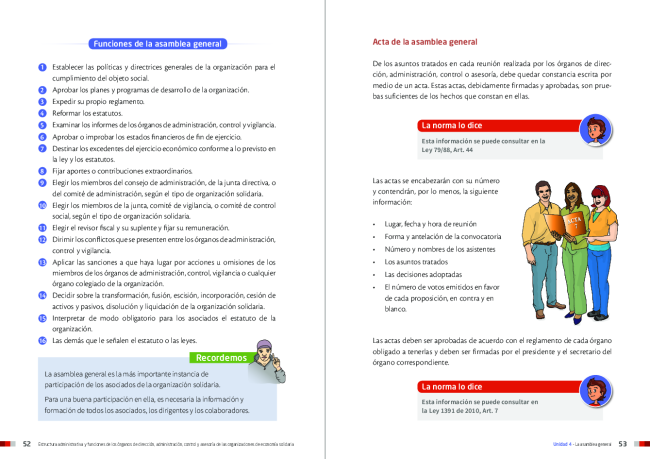 Funciones de la asamblea general
1 Establecer las políticas y directrices generales de la organización para el
cumplimiento del objeto social.
2 Aprobar los planes y programas de desarrollo de la organización.
3 Expedir su propio reglamento.
4 Reformar los estatutos.
5 Examinar los informes de los órganos de administración, control y vigilancia.
6 Aprobar o improbar los estados financieros de fin de ejercicio.
7 Destinar los excedentes del ejercicio económico conforme a lo previsto en
la ley y los estatutos.
8 Fijar aportes o contribuciones extraordinarios.
9 Elegir los miembros del consejo de administración, de la junta directiva, o
del comité de administración, según el tipo de organización solidaria.
10 Elegir los miembros de la junta, comité de vigilancia, o comité de control
social, según el tipo de organización solidaria.
11 Elegir el revisor fiscal y su suplente y fijar su remuneración.
12 Dirimir los conflictos que se presenten entre los órganos de administración,
control y vigilancia.
13 Aplicar las sanciones a que haya lugar por acciones u omisiones de los
miembros de los órganos de administración, control, vigilancia o cualquier
órgano colegiado de la organización.
14 Decidir sobre la transformación, fusión, escisión, incorporación, cesión de
activos y pasivos, disolución y liquidación de la organización solidaria.
15 Interpretar de modo obligatorio para los asociados el estatuto de la
organización.
16 Las demás que le señalen el estatuto o las leyes.
Recordemos
La asamblea general es la más importante instancia de
participación de los asociados de la organización solidaria.
Para una buena participación en ella, es necesaria la información y
formación de todos los asociados, los dirigentes y los colaboradores.
52 Estructura administrativa y funciones de los órganos de dirección, administración, control y asesoría de las organizaciones de economía solidaria
Acta de la asamblea general
De los asuntos tratados en cada reunión realizada por los órganos de direc-
ción, administración, control o asesoría, debe quedar constancia escrita por
medio de un acta. Estas actas, debidamente firmadas y aprobadas, son prue-
bas suficientes de los hechos que constan en ellas.
La norma lo dice
Esta información se puede consultar en la
Ley 79/88, Art. 44
Las actas se encabezarán con su número
y contendrán, por lo menos, la siguiente
información:
• Lugar, fecha y hora de reunión
• Forma y antelación de la convocatoria
• Número y nombres de los asistentes
• Los asuntos tratados
• Las decisiones adoptadas
• El número de votos emitidos en favor
de cada proposición, en contra y en
blanco.
ACTA
Las actas deben ser aprobadas de acuerdo con el reglamento de cada órgano
obligado a tenerlas y deben ser firmadas por el presidente y el secretario del
órgano correspondiente.
La norma lo dice
Esta información se puede consultar en
la Ley 1391 de 2010, Art. 7
Unidad 4 - La asamblea general 53